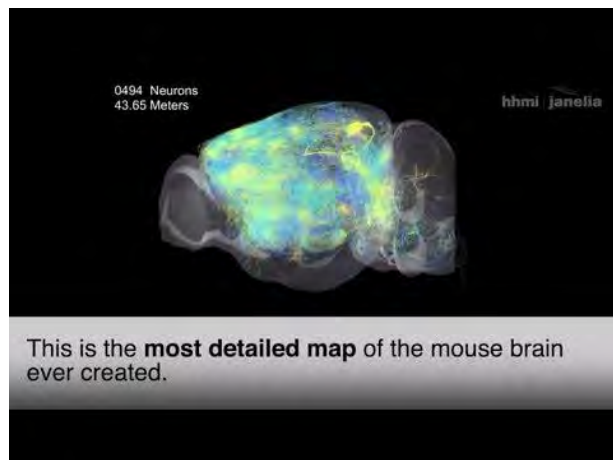 0494 Neurons
43.65 Meters
hhmi janelia
This is the most detailed map of the mouse brain
ever created.